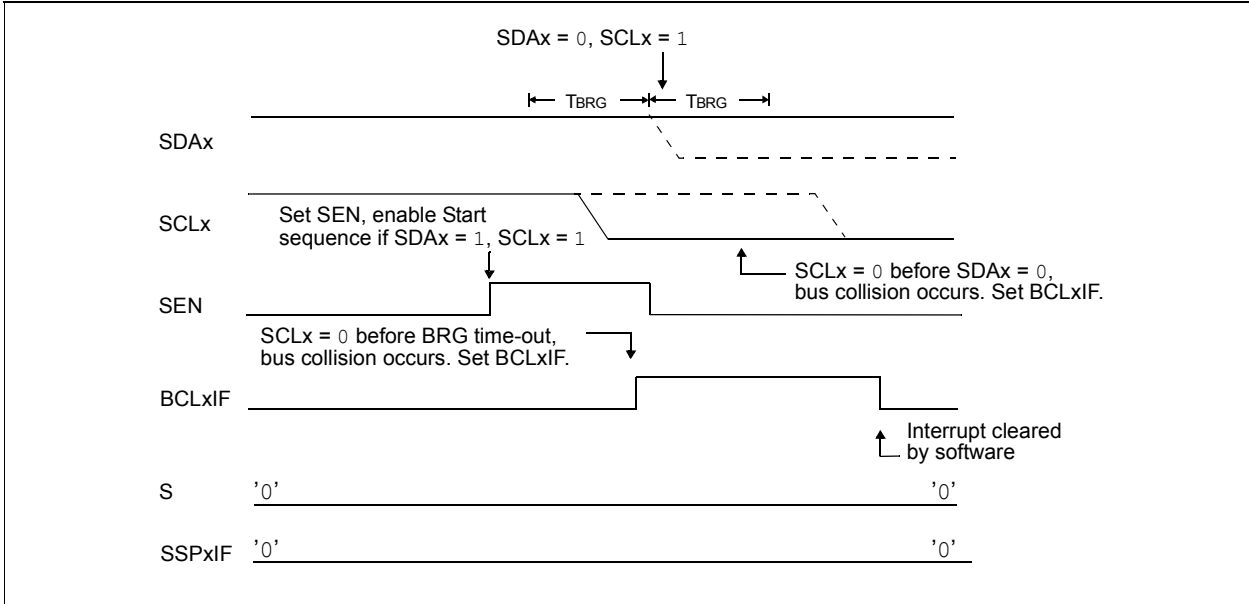 SDAx = 0, SCLx = 1
TBRG TBRG
SDAx
SCLx
Set SEN, enable Start
sequence if SDAx = 1, SCLx = 1
SCLx = 0 before SDAx = 0,
bus collision occurs. Set BCLxIF.
SEN
SCLx = 0 before BRG time-out,
bus collision occurs. Set BCLxIF.
BCLxIF
Interrupt cleared
by software
S '0' '0'
SSPxIF '0' '0'